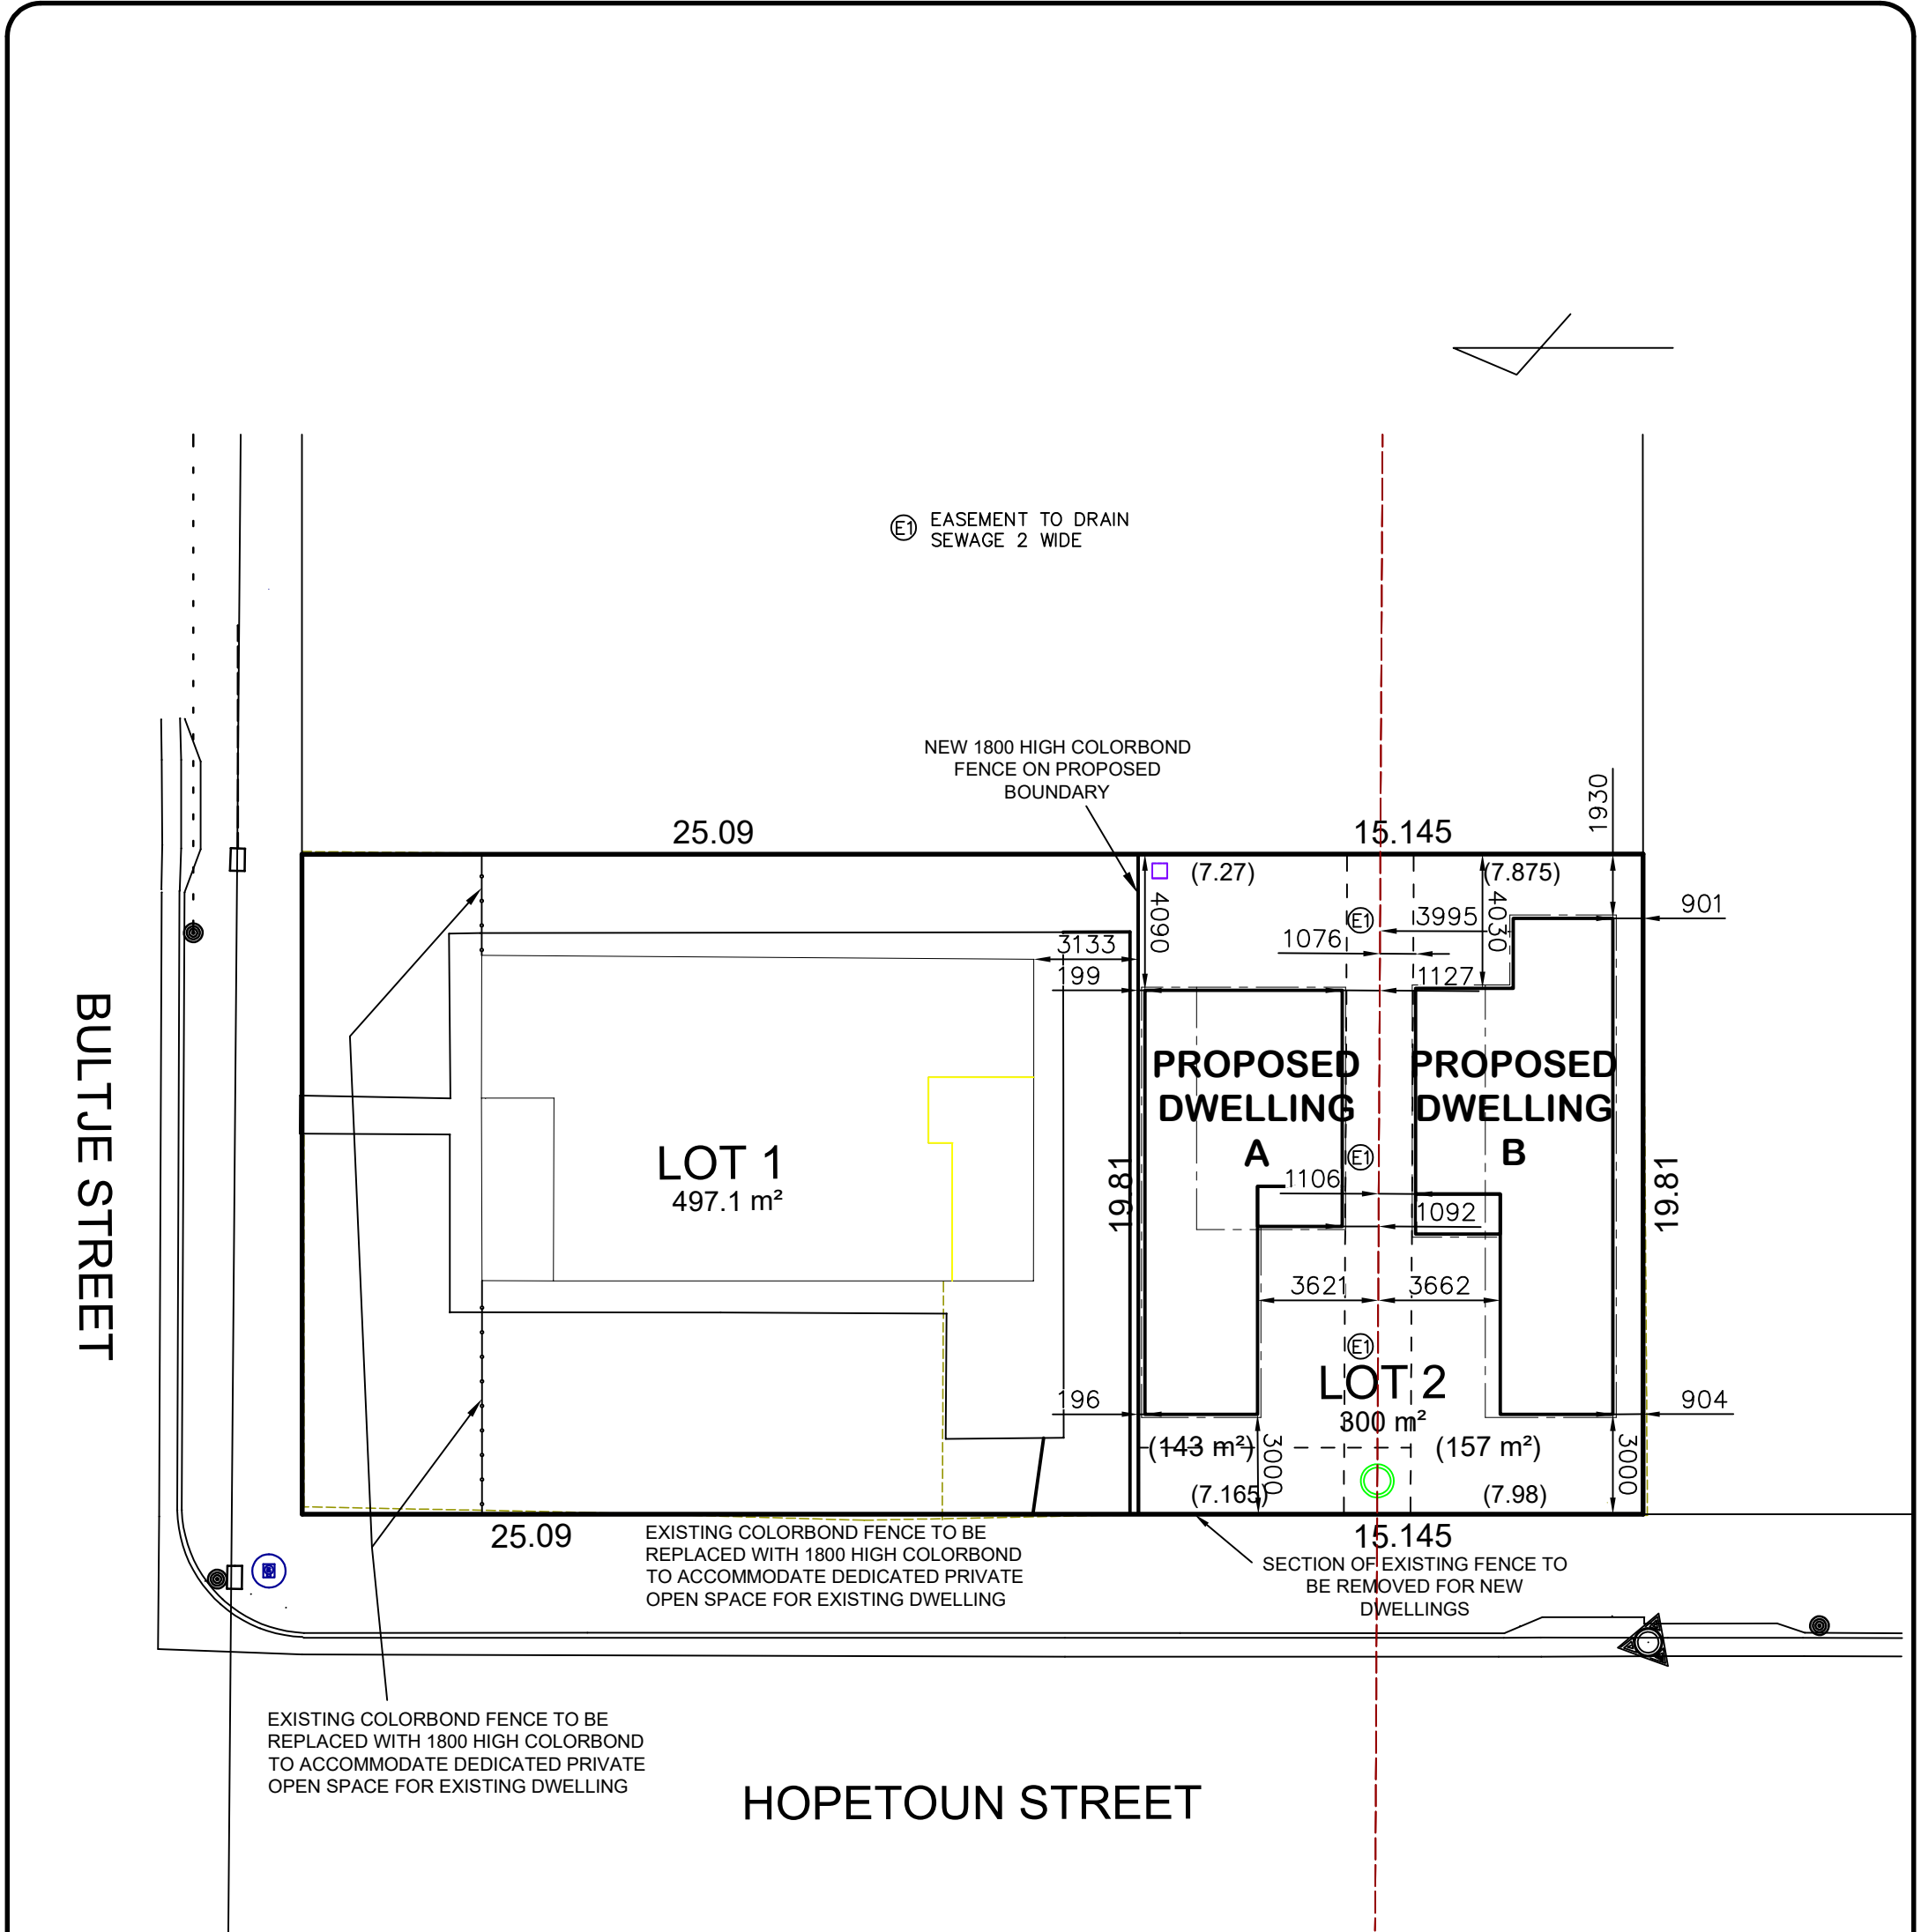 EASEMENT TO DRAIN
E1
SEWAGE 2 WIDE
NEW 1800 HIGH COLORBOND
FENCE ON PROPOSED
BOUNDARY
1930
25.09
15.145
(7.27)
(7.875)
4090
E1
3995
4030
901
1076
3133
199
1127
BULTJE STREET
PROPOSED
DWELLING
A
PROPOSED
DWELLING
B
LOT 1
497.1 m²
19.81
E1
19.81
1106
1092
3621
3662
E1
LOT 2
300 m²
196
904
(143 m²)
(157 m²)
3000
3000
(7.165)
(7.98)
25.09
15.145
EXISTING COLORBOND FENCE TO BE
REPLACED WITH 1800 HIGH COLORBOND
TO ACCOMMODATE DEDICATED PRIVATE
OPEN SPACE FOR EXISTING DWELLING
SECTION OF EXISTING FENCE TO
BE REMOVED FOR NEW
DWELLINGS
EXISTING COLORBOND FENCE TO BE
REPLACED WITH 1800 HIGH COLORBOND
TO ACCOMMODATE DEDICATED PRIVATE
OPEN SPACE FOR EXISTING DWELLING
HOPETOUN STREET